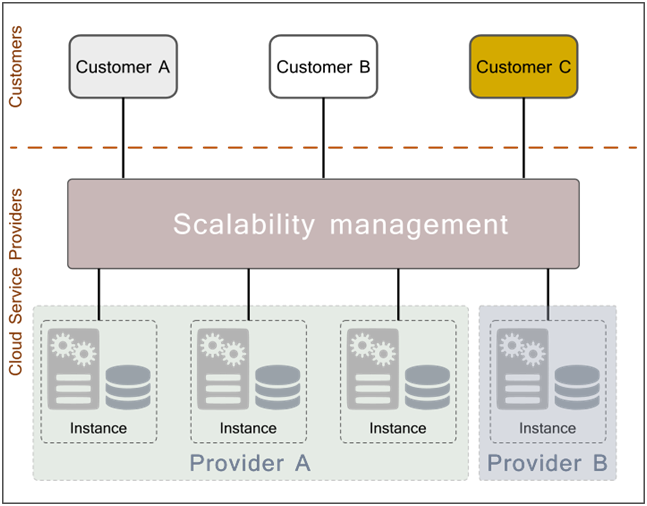 Customers
Customer A
Customer B
Customer C
Cloud Service Providers
Scalability management
Instance
Instance
Instance
Instance
Provider A
Provider B